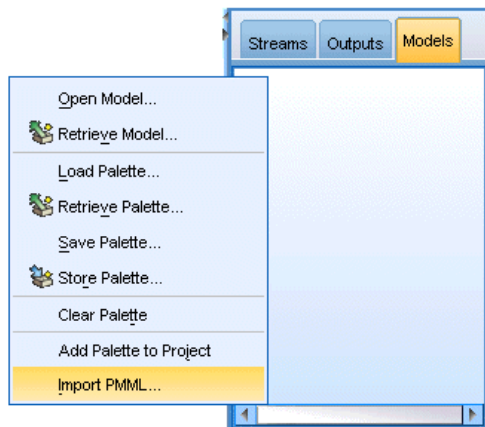 Streams Outputs Models
Open Model...
Retrieve Model...
Load Palette...
Retrieve Palette...
Save Palette...
Store Palette...
Clear Palette
Add Palette to Project
Import PMML...